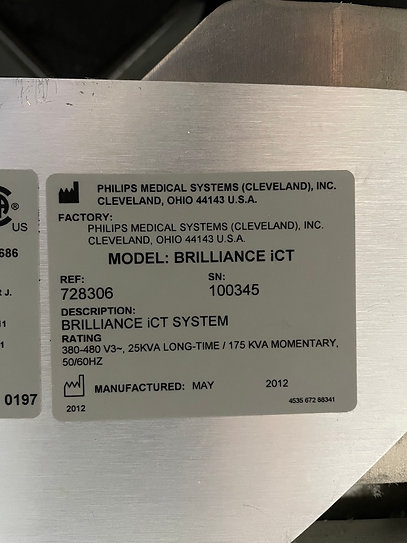 PHILIPS MEDICAL SYSTEMS (CLEVELAND), INC.
CLEVELAND, OHIO 44143 U.S.A.
FACTORY:
PHILIPS MEDICAL SYSTEMS (CLEVELAND), INC.
CLEVELAND, OHIO 44143 U.S.A.
MODEL: BRILLIANCE iCT
REF: SN:
728306 100345
DESCRIPTION:
BRILLIANCE iCT SYSTEM
RATING
380-480 V3~, 25KVA LONG-TIME / 175 KVA MOMENTARY,
50/60HZ
MANUFACTURED: MAY 2012
2012
4535 672 88341
® US
686
R J.
11
1
0197